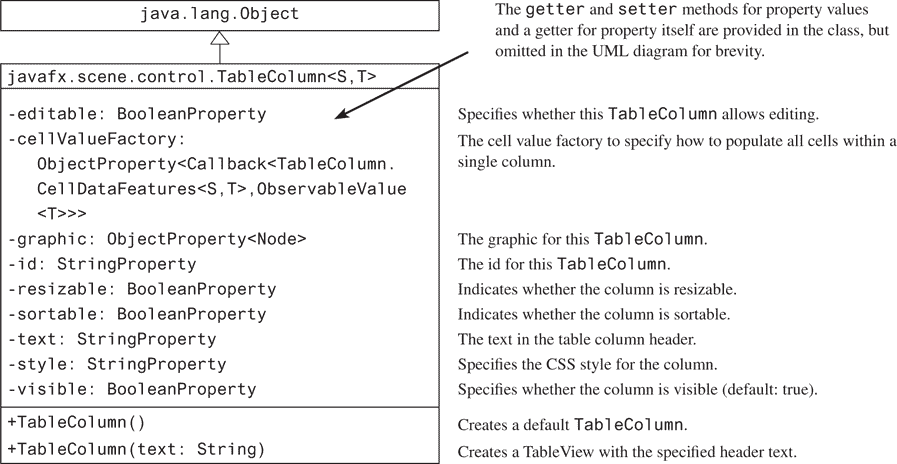 java.lang.Object
The getter and setter methods for property values
and a getter for property itself are provided in the class, but
omitted in the UML diagram for brevity.
javafx.scene.control.TableColumn<S,T>
-editable: BooleanProperty
Specifies whether this TableColumn allows editing.
-cellValueFactory:
ObjectProperty<Callback<TableColumn.
CellDataFeatures<S,T>,ObservableValue
<T>>>
The cell value factory to specify how to populate all cells within a
single column.
-graphic: ObjectProperty<Node>
The graphic for this TableColumn.
-id: StringProperty
The id for this TableColumn.
-resizable: BooleanProperty
Indicates whether the column is resizable.
-sortable: BooleanProperty
Indicates whether the column is sortable.
-text: StringProperty
The text in the table column header.
-style: StringProperty
Specifies the CSS style for the column.
-visible: BooleanProperty
Specifies whether the column is visible (default: true).
+TableColumn()
Creates a default TableColumn.
+TableColumn(text: String)
Creates a TableView with the specified header text.